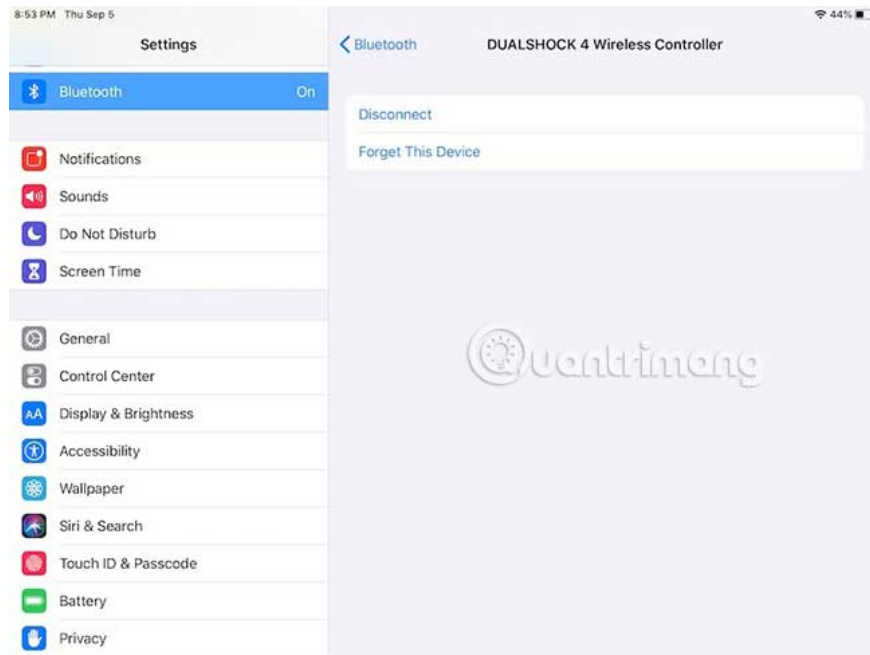 8:53 PM Thu Sep 5
44%
Settings
Bluetooth
DUALSHOCK 4 Wireless Controller
Bluetooth On
Disconnect
Forget This Device
Notifications
Sounds
Do Not Disturb
Screen Time
General
Control Center
AA Display & Brightness
Accessibility
Wallpaper
Siri & Search
Touch ID & Passcode
Battery
Privacy
Quantrimang